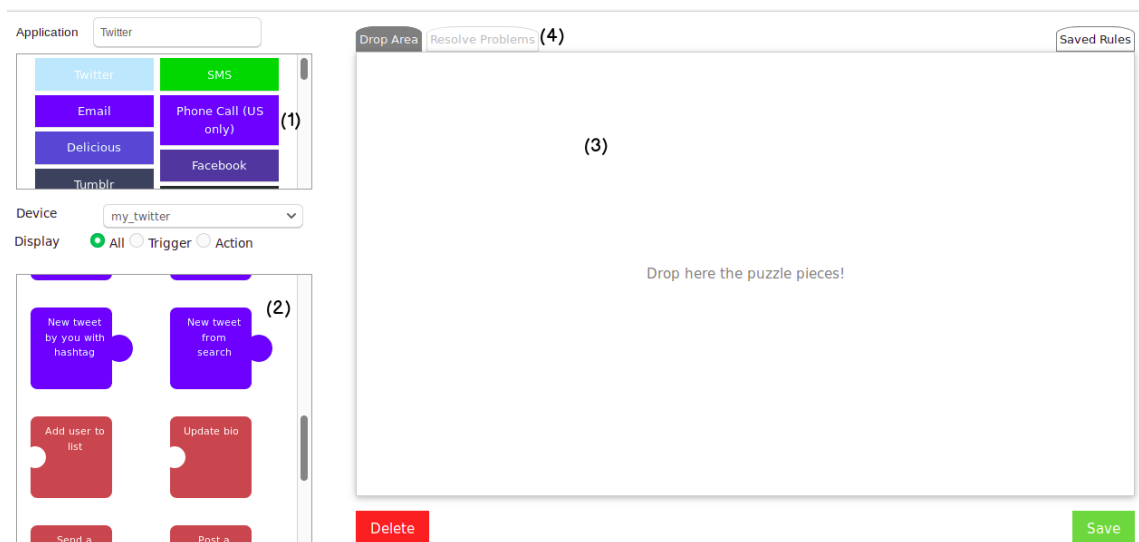 Application
Twitter
Drop Area
Resolve Problems
(4)
Saved Rules
Twitter
SMS
Email
Phone Call (US
only)
(1)
Delicious
Facebook
Tumblr
(3)
Device
my_twitter
Display
All
Trigger
Action
Drop here the puzzle pieces!
(2)
New tweet
by you with
hashtag
New tweet
from
search
Add user to
list
Update bio
Send a
Post a
Delete
Save